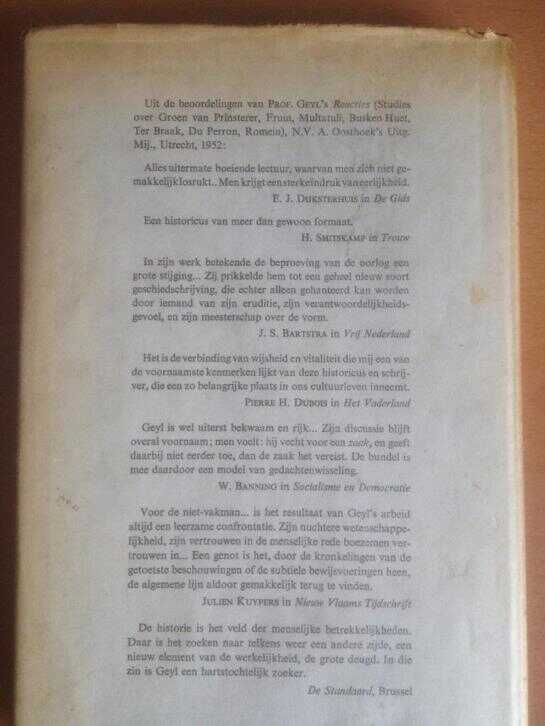 Uit de beoordelingen van PROF. GEYL's Reacties (Studies
over Groen van Prinsterer, Fruin, Multatuli, Busken Huet,
Ter Braak, Du Perron, Romein), N.V. A. Oosthoek's Uitg.
Mij., Utrecht, 1952:
Alles uitermate boeiende lectuur, waarvan men zich niet ge-
makkelijk losrukt.. Men krijgt een sterke indruk van eerlijkheid.
E. J. DIJKSTERHUIS in De Gids
Een historicus van meer dan gewoon formaat.
H. SMITSKAMP in Trouw
In zijn werk betekende de beproeving van de oorlog een
grote stijging... Zij prikkelde hem tot een geheel nieuw soort
geschiedschrijving, die echter alleen gehanteerd kan worden
door iemand van zijn eruditie, zijn verantwoordelijkheids-
gevoel, en zijn meesterschap over de vorm.
J. S. BARTSTRA in Vrij Nederland
Het is de verbinding van wijsheid en vitaliteit die mij een van
de voornaamste kenmerken lijkt van deze historicus en schrij-
ver, die een zo belangrijke plaats in ons cultuurleven inneemt.
PIERRE H. DUBOIS in Het Vaderland
Geyl is wel uiterst bekwaam en rijk... Zijn discussie blijft
overal voornaam; men voelt: hij vecht voor een zaak, en geeft
daarbij niet eerder toe, dan de zaak het vereist. De bundel is
mee daardoor een model van gedachtenwisseling.
W. BANNING in Socialisme en Democratie
Voor de niet-vakman... is het resultaat van Geyl's arbeid
altijd een leerzame confrontatie. Zijn nuchtere wetenschappe-
lijkheid, zijn vertrouwen in de menselijke rede boezemen ver-
trouwen in... Een genot is het, door de kronkelingen van de
getoetste beschouwingen of de subtiele bewijsvoeringen heen,
de algemene lijn aldoor gemakkelijk terug te vinden.
JULIEN KUYPERS in Nieuw Vlaams Tijdschrift
De historie is het veld der menselijke betrekkelijkheden.
Daar is het zoeken naar telkens weer een andere zijde, een
nieuw element van de werkelijkheid, de grote deugd. In die
zin is Geyl een hartstochtelijk zoeker.
De Standaard, Brussel